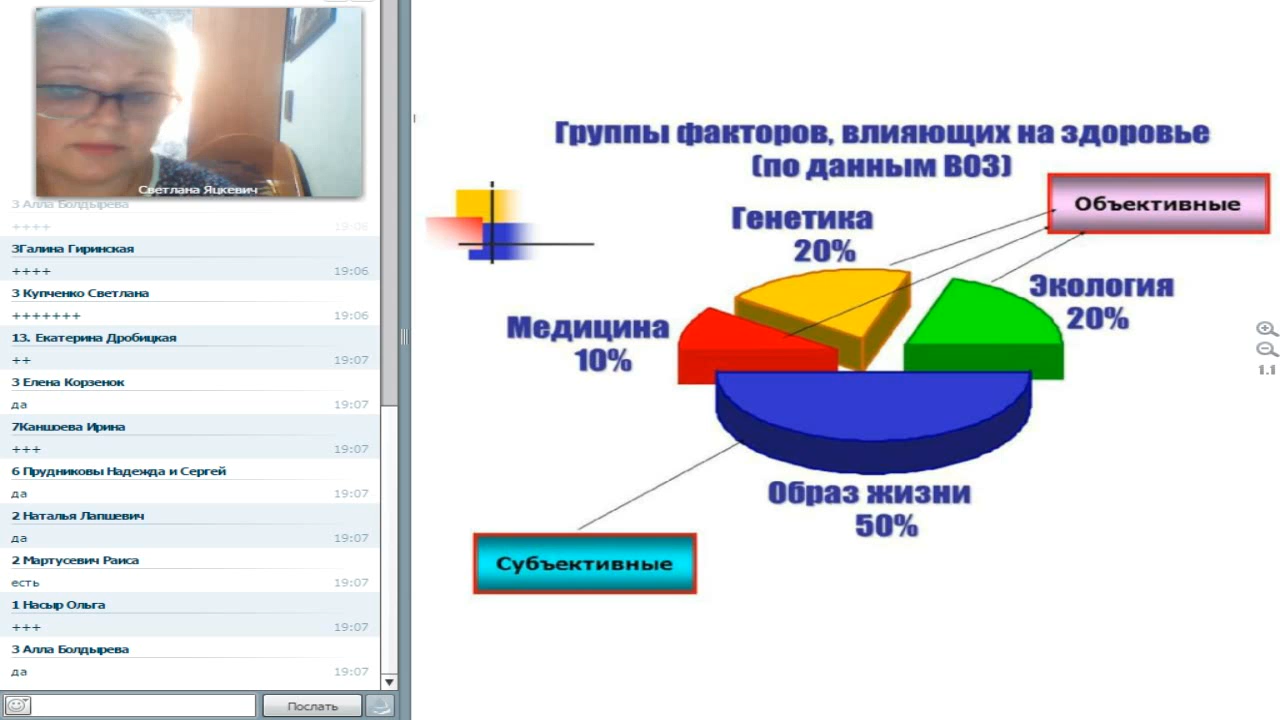 Светлана Яцкевич
3 Алла Болдырева
++++ 19:06
3Галина Гиринская
++++ 19:06
3 Купченко Светлана
+++++++ 19:06
13. Екатерина Дробицкая
++ 19:07
3 Елена Корзенок
да 19:07
7Каншоева Ирина
+++ 19:07
6 Прудниковы Надежда и Сергей
да 19:07
2 Наталья Лапшевич
да 19:07
2 Мартусевич Раиса
есть 19:07
1 Насыр Ольга
+++ 19:07
3 Алла Болдырева
да 19:07
Послать
Группы факторов, влияющих на здоровье
(по данным ВОЗ)
Объективные
Генетика
20%
Экология
20%
Медицина
10%
Образ жизни
50%
Субъективные
1.1